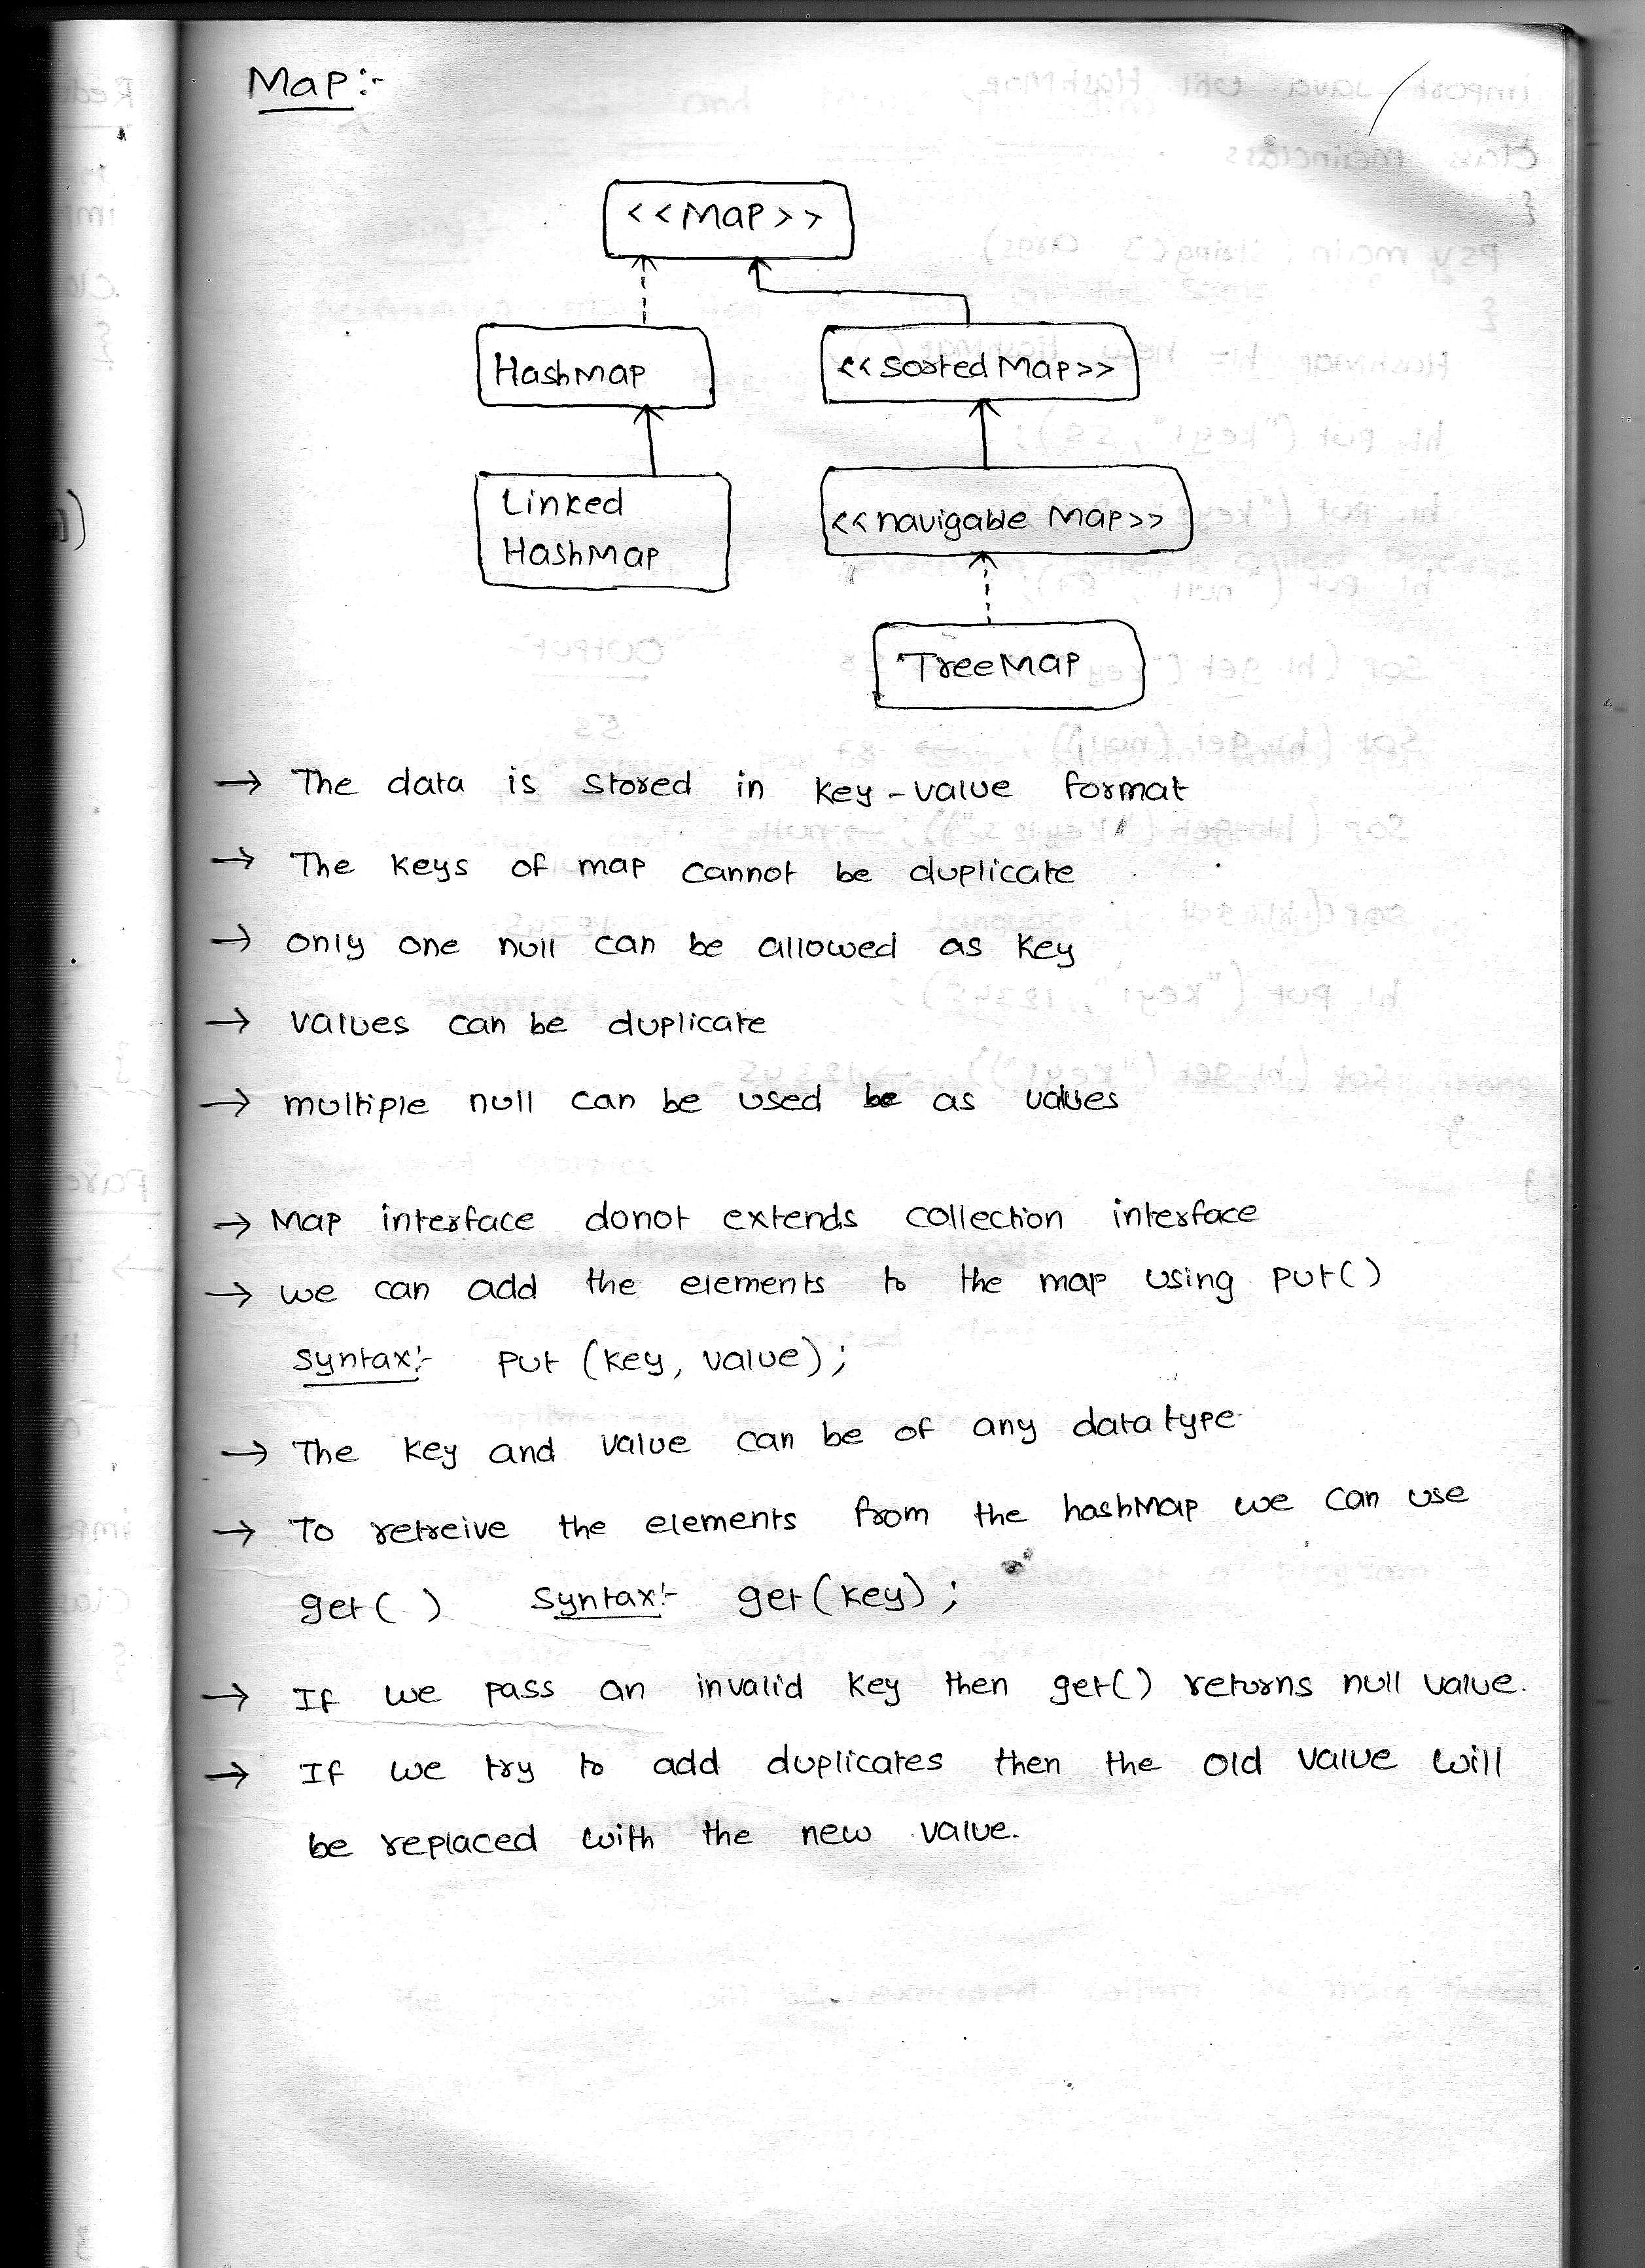 Map:-
<<Map>>
HashMap
<<Sorted Map>>
Linked
HashMap
<<navigable Map>>
TreeMap
→ The data is stored in key-value format
→ The keys of map cannot be duplicate
→ only one null can be allowed as key
→ values can be duplicate
→ multiple null can be used be as values
→ Map interface donot extends collection interface
→ we can add the elements to the map using put()
Syntax:- put (key, value);
→ The key and value can be of any datatype
→ To retreive the elements from the hashMap we can use
get( ) Syntax:- get(key);
→ If we pass an invalid key then get() returns null value.
→ If we try to add duplicates then the old value will
be replaced with the new value.